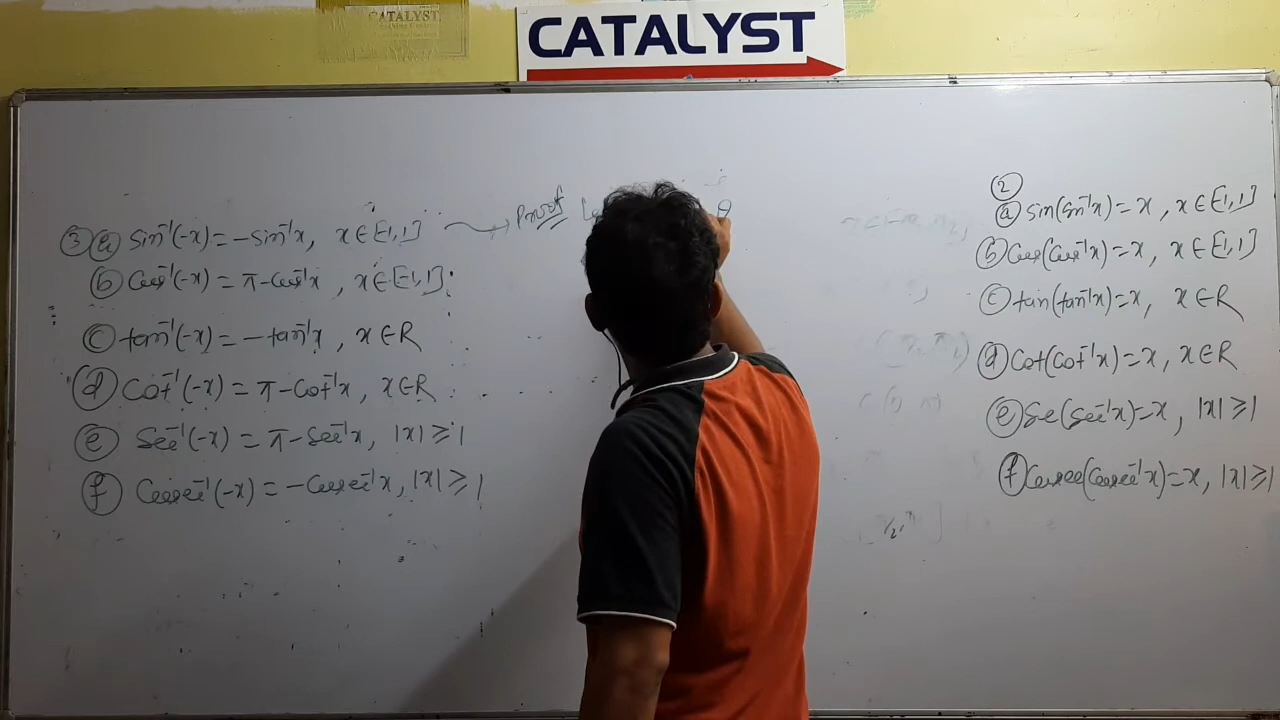 CATALYST
CATALYST
③ⓐ sin⁻¹(-x) = -sin⁻¹x, x∈[-1,1] → Proof
ⓑ Cos⁻¹(-x) = π-cos⁻¹x , x∈[-1,1]
ⓒ tan⁻¹(-x) = -tan⁻¹x , x∈R
ⓓ Cot⁻¹(-x) = π-Cot⁻¹x , x∈R
ⓔ Sec⁻¹(-x) = π-Sec⁻¹x, |x|≥1
ⓕ Cosec⁻¹(-x) = -Cosec⁻¹x, |x|≥1
θ
②
ⓐ sin(sin⁻¹x)=x , x∈[-1,1]
ⓑ Cos(Cos⁻¹x)=x, x∈[-1,1]
ⓒ tan(tan⁻¹x)=x, x∈R
ⓓ Cot(Cot⁻¹x)=x, x∈R
ⓔ Se(Sec⁻¹x)=x , |x|≥1
ⓕ Cosec(Cosec⁻¹x)=x, |x|≥1